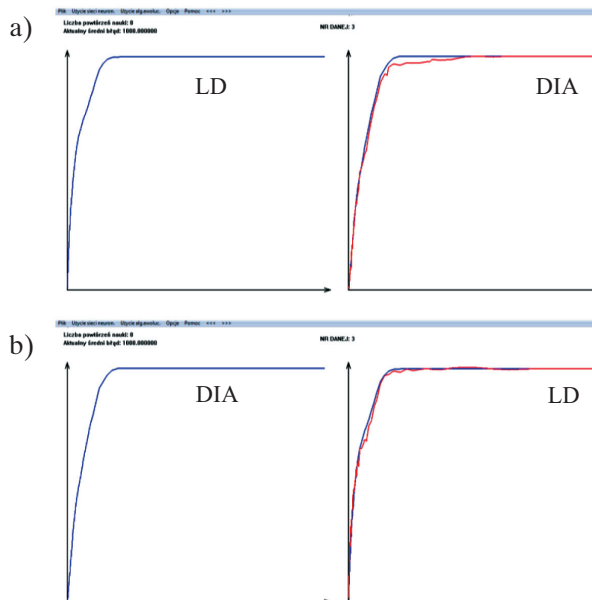 a)
Plik Użycie sieci neuron. Użycie alg.ewoluc. Opcje Pomoc <<< >>>
Liczba powtórzeń nauki: 0
Aktualny średni błąd: 1000.000000
NR DANEJ: 3
LD
DIA
b)
Plik Użycie sieci neuron. Użycie alg.ewoluc. Opcje Pomoc <<< >>>
Liczba powtórzeń nauki: 0
Aktualny średni błąd: 1000.000000
NR DANEJ: 3
DIA
LD